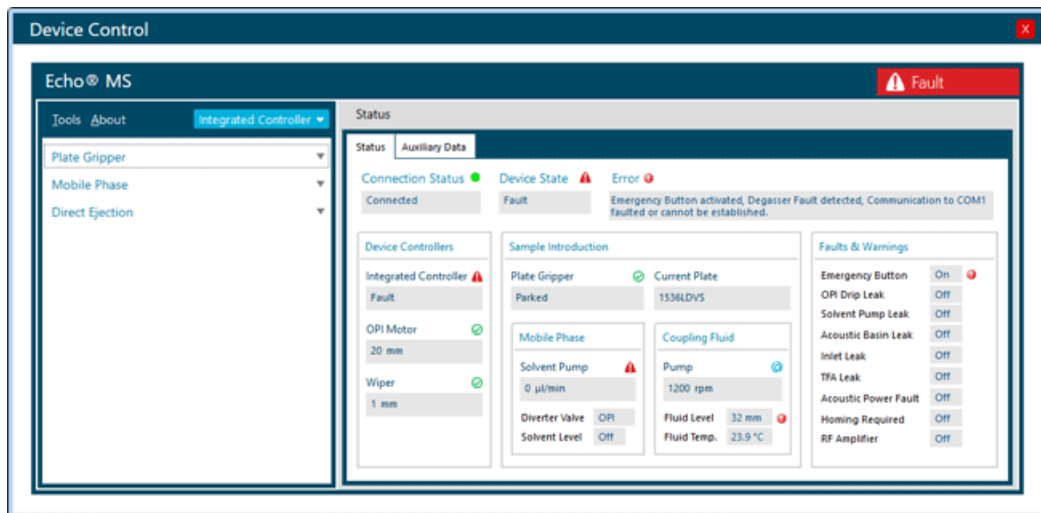 Device Control
X
Echo® MS
Fault
Tools About
Integrated Controller
Plate Gripper
Mobile Phase
Direct Ejection
Status
Status
Auxiliary Data
Connection Status
Device State
Error
Connected
Fault
Emergency Button activated, Degasser Fault detected, Communication to COM1
faulted or cannot be established.
Device Controllers
Integrated Controller
Fault
OPI Motor
20 mm
Wiper
1 mm
Sample Introduction
Plate Gripper
Parked
Current Plate
1536LDVS
Mobile Phase
Solvent Pump
0 µl/min
Diverter Valve OPI
Solvent Level Off
Coupling Fluid
Pump
1200 rpm
Fluid Level 32 mm
Fluid Temp. 23.9 °C
Faults & Warnings
Emergency Button On
OPI Drip Leak Off
Solvent Pump Leak Off
Acoustic Basin Leak Off
Inlet Leak Off
TFA Leak Off
Acoustic Power Fault Off
Homing Required Off
RF Amplifier Off